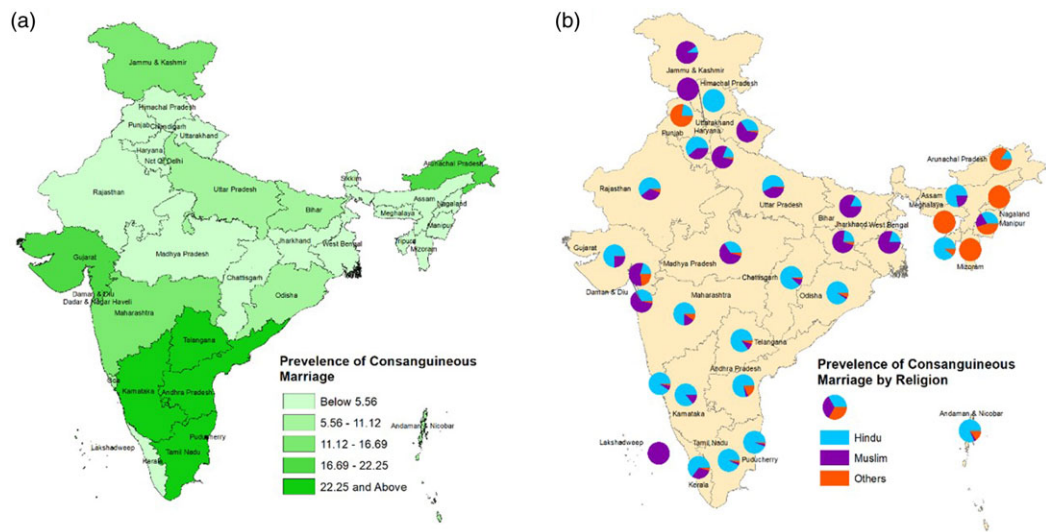 (a)
Jammu & Kashmir
Himachal Pradesh
Punjab
Chandigarh
Uttarakhand
Haryana
Nct Of Delhi
Rajasthan
Uttar Pradesh
Bihar
Sikkim
Arunachal Pradesh
Assam
Nagaland
Meghalaya
Manipur
Tripura
Mizoram
West Bengal
Jharkhand
Gujarat
Madhya Pradesh
Chattisgarh
Odisha
Daman & Diu
Dadar & Nagar Haveli
Maharashtra
Telangana
Goa
Karnataka
Andhra Pradesh
Puducherry
Tamil Nadu
Lakshadweep
Kerala
Andaman & Nicobar
Prevelence of Consanguineous
Marriage
Below 5.56
5.56 - 11.12
11.12 - 16.69
16.69 - 22.25
22.25 and Above
(b)
Jammu & Kashmir
Himachal Pradesh
Punjab
Uttarakhand
Haryana
Rajasthan
Uttar Pradesh
Bihar
Arunachal Pradesh
Assam
Meghalaya
Nagaland
Manipur
Mizoram
Jharkhand
West Bengal
Gujarat
Madhya Pradesh
Chattisgarh
Odisha
Daman & Diu
Maharashtra
Telangana
Andhra Pradesh
Karnataka
Lakshadweep
Tamil Nadu
Puducherry
Kerala
Andaman & Nicobar
Prevelence of Consanguineous
Marriage by Religion
Hindu
Muslim
Others